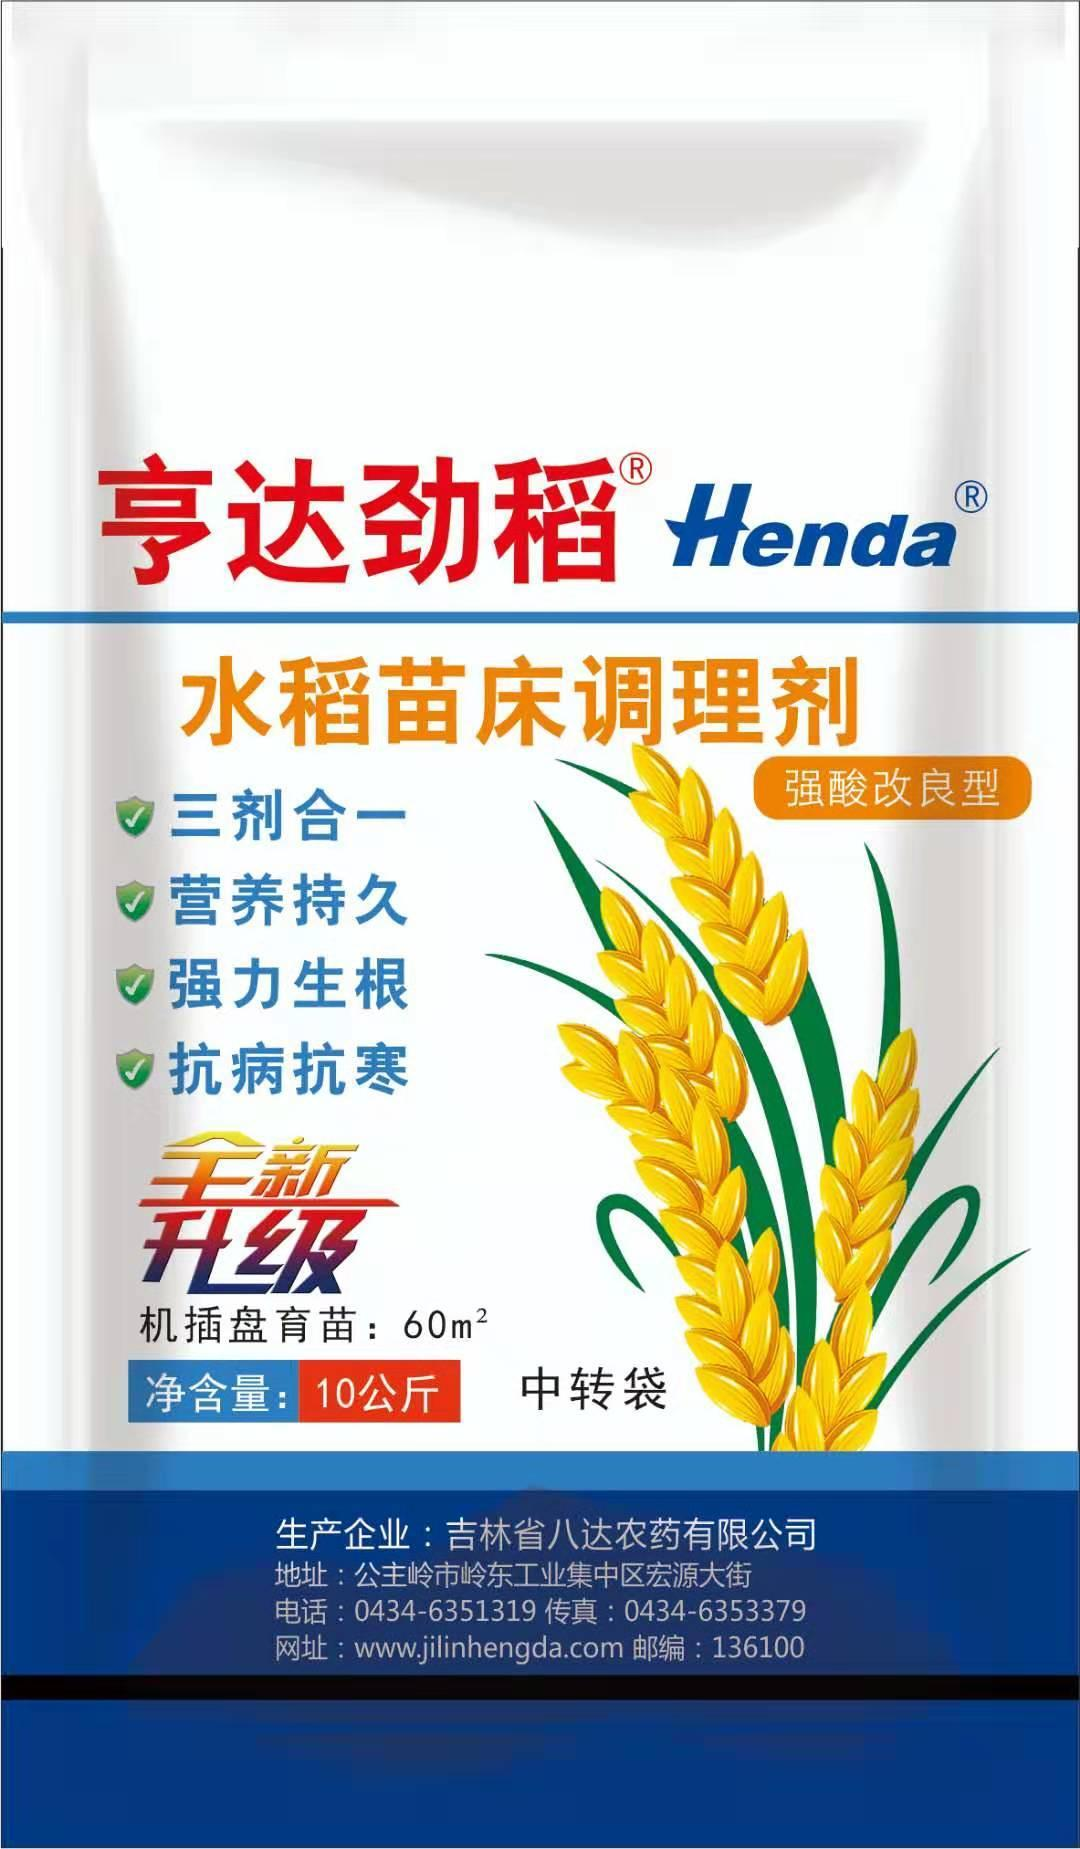 亨达劲稻® Henda®
水稻苗床调理剂
强酸改良型
三剂合一
营养持久
强力生根
抗病抗寒
全新
升级
机插盘育苗：60m²
净含量：10公斤 中转袋
生产企业：吉林省八达农药有限公司
地址：公主岭市岭东工业集中区宏源大街
电话：0434-6351319 传真：0434-6353379
网址：www.jilinhengda.com 邮编：136100